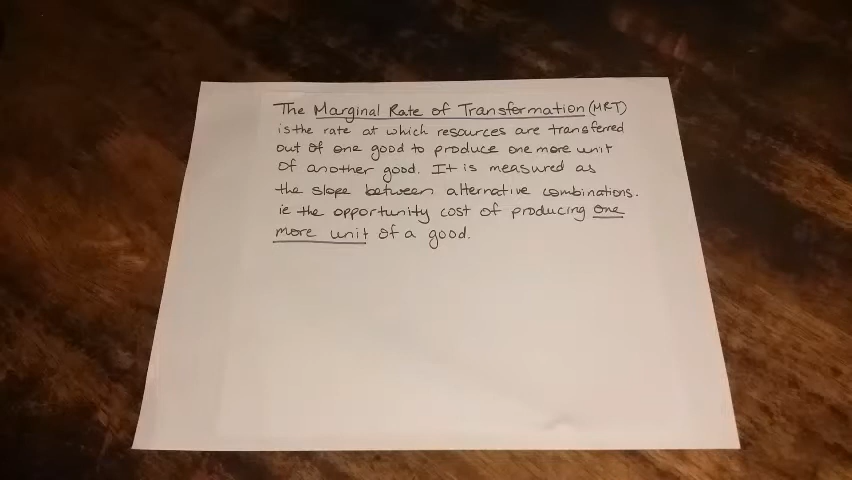 The Marginal Rate of Transformation (MRT)
is the rate at which resources are transferred
out of one good to produce one more unit
of another good. It is measured as
the slope between alternative combinations.
ie the opportunity cost of producing one
more unit of a good.